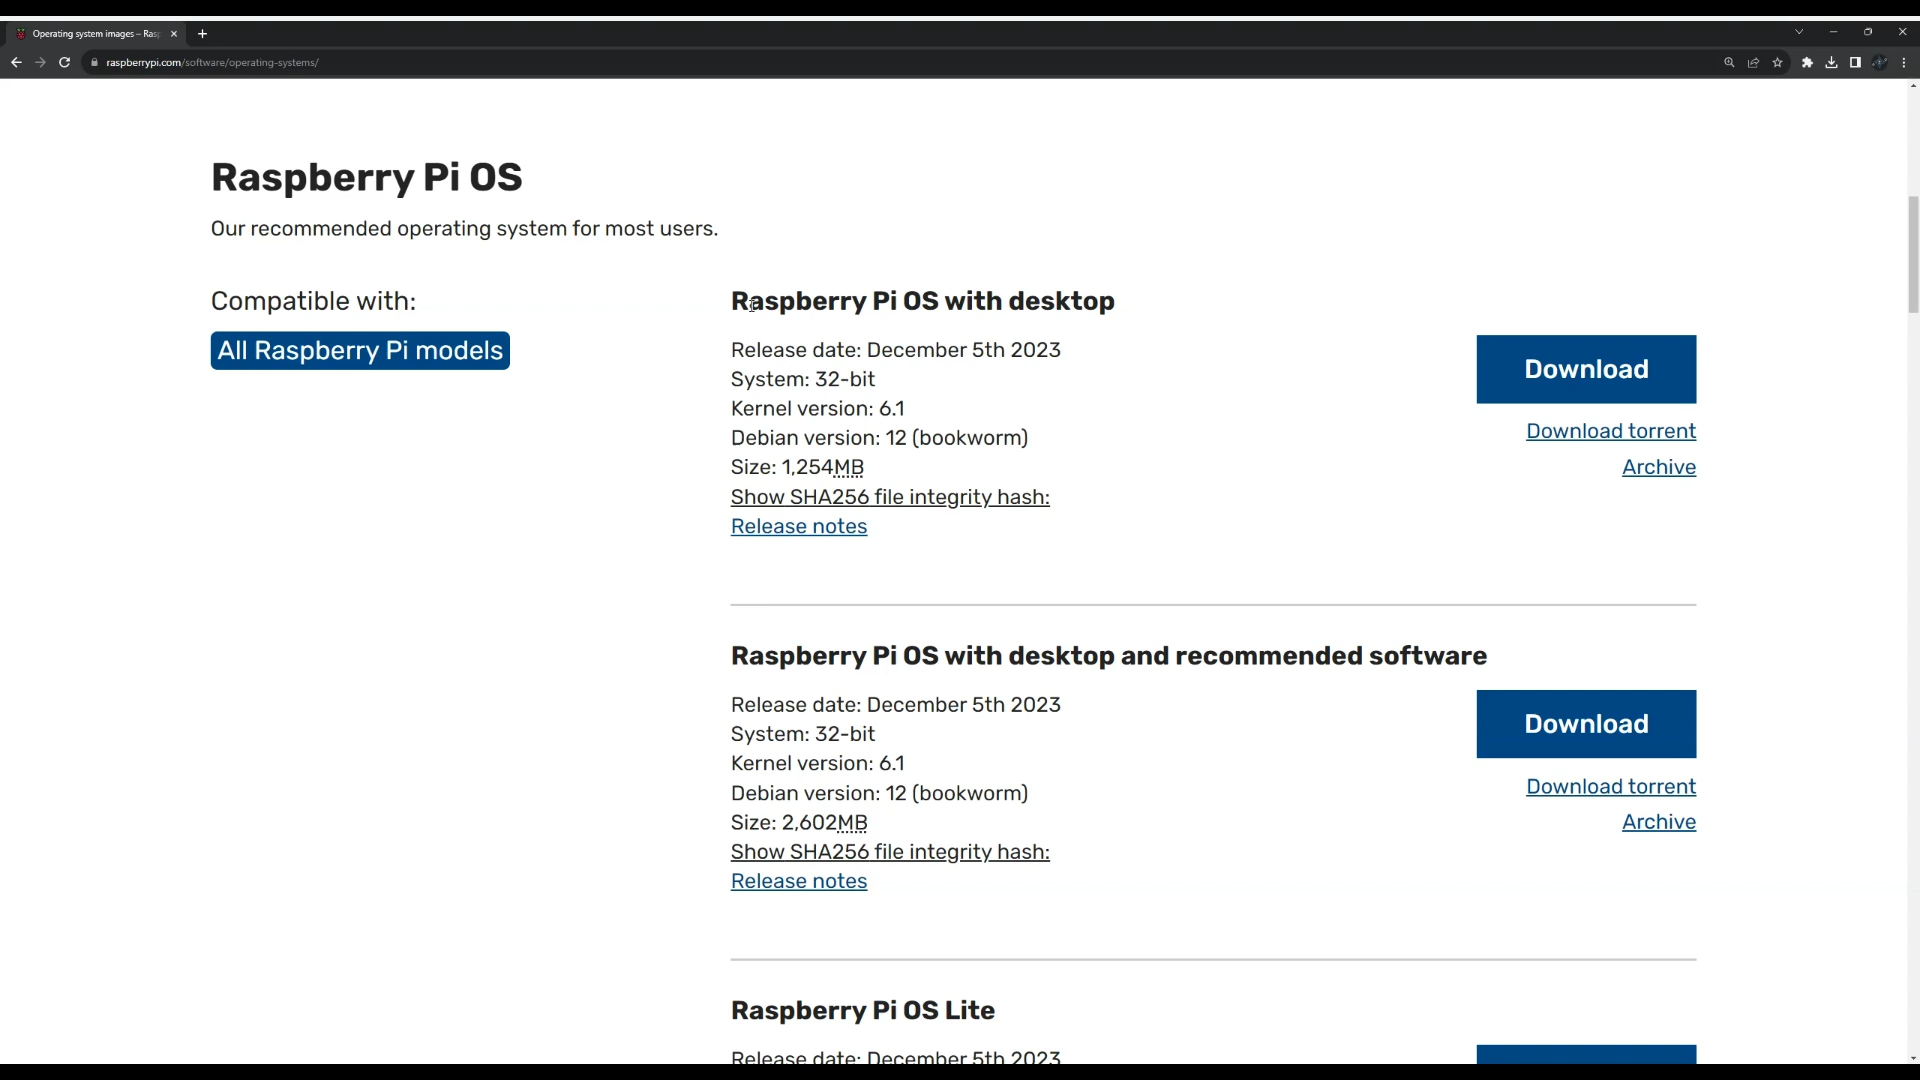 Operating system images – Rasp
raspberrypi.com/software/operating-systems/
Raspberry Pi OS
Our recommended operating system for most users.
Compatible with:
All Raspberry Pi models
Raspberry Pi OS with desktop
Release date: December 5th 2023
System: 32-bit
Kernel version: 6.1
Debian version: 12 (bookworm)
Size: 1,254MB
Show SHA256 file integrity hash:
Release notes
Download
Download torrent
Archive
Raspberry Pi OS with desktop and recommended software
Release date: December 5th 2023
System: 32-bit
Kernel version: 6.1
Debian version: 12 (bookworm)
Size: 2,602MB
Show SHA256 file integrity hash:
Release notes
Download
Download torrent
Archive
Raspberry Pi OS Lite
Release date: December 5th 2023